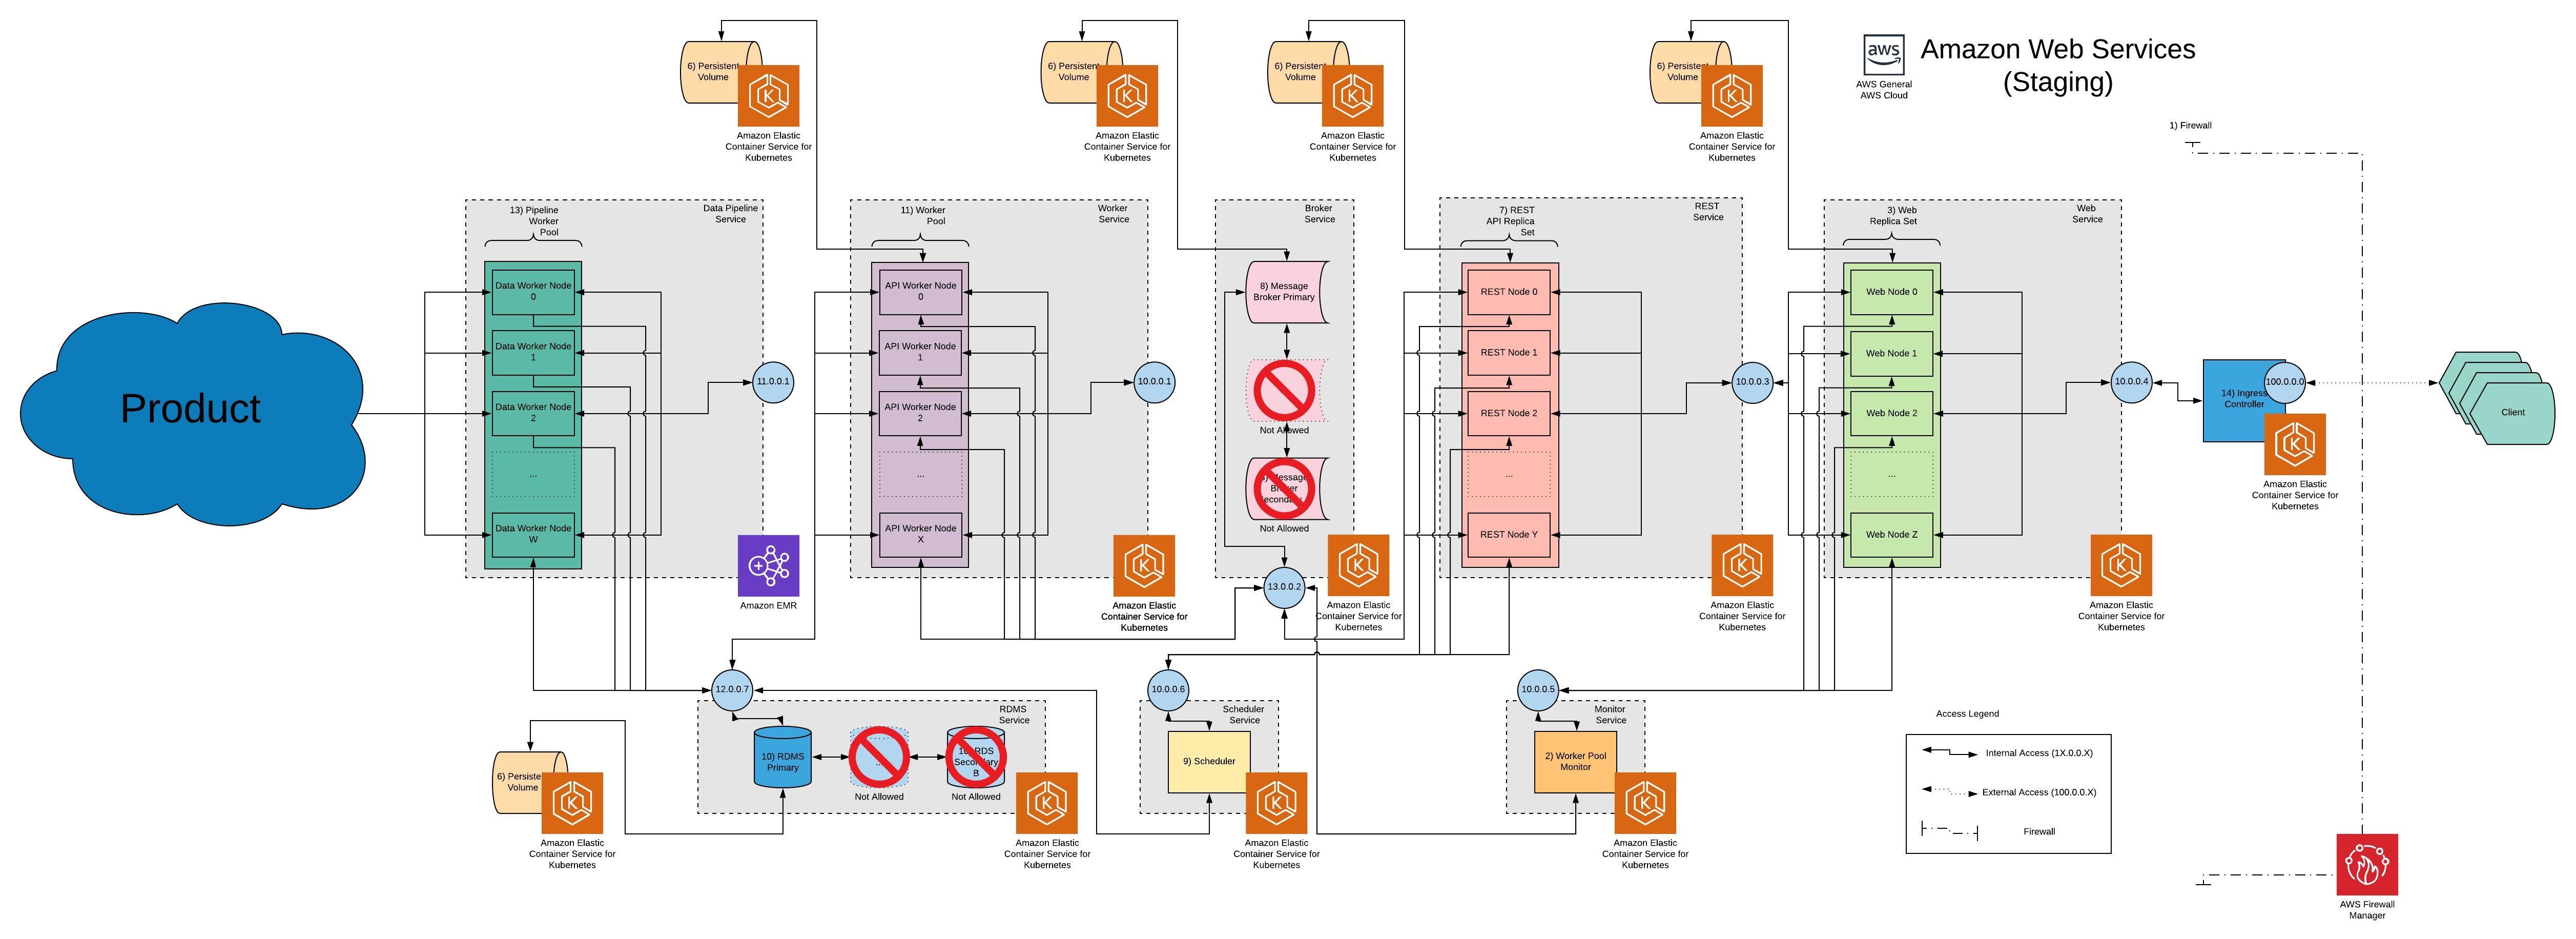 Amazon Web Services
(Staging)
aws
AWS General
AWS Cloud
6) Persistent
Volume
Amazon Elastic
Container Service for
Kubernetes
6) Persistent
Volume
Amazon Elastic
Container Service for
Kubernetes
6) Persistent
Volume
Amazon Elastic
Container Service for
Kubernetes
6) Persistent
Volume
Amazon Elastic
Container Service for
Kubernetes
1) Firewall
Product
13) Pipeline
Worker
Pool
Data Pipeline
Service
Data Worker Node
0
Data Worker Node
1
Data Worker Node
2
...
Data Worker Node
W
11.0.0.1
Amazon EMR
11) Worker
Pool
Worker
Service
API Worker Node
0
API Worker Node
1
API Worker Node
2
...
API Worker Node
X
10.0.0.1
Amazon Elastic
Container Service for
Kubernetes
Broker
Service
8) Message
Broker Primary
Not Allowed
Message
Broker
Secondary
Not Allowed
13.0.0.2
Amazon Elastic
Container Service for
Kubernetes
7) REST
API Replica
Set
REST
Service
REST Node 0
REST Node 1
REST Node 2
...
REST Node Y
10.0.0.3
Amazon Elastic
Container Service for
Kubernetes
3) Web
Replica Set
Web
Service
Web Node 0
Web Node 1
Web Node 2
...
Web Node Z
10.0.0.4
Amazon Elastic
Container Service for
Kubernetes
14) Ingress
Controller
100.0.0.0
Amazon Elastic
Container Service for
Kubernetes
Client
12.0.0.7
RDMS
Service
10) RDMS
Primary
...
Not Allowed
10) RDS
Secondary
B
Not Allowed
Amazon Elastic
Container Service for
Kubernetes
6) Persistent
Volume
Amazon Elastic
Container Service for
Kubernetes
10.0.0.6
Scheduler
Service
9) Scheduler
Amazon Elastic
Container Service for
Kubernetes
10.0.0.5
Monitor
Service
2) Worker Pool
Monitor
Amazon Elastic
Container Service for
Kubernetes
Access Legend
Internal Access (1X.0.0.X)
External Access (100.0.0.X)
Firewall
AWS Firewall
Manager